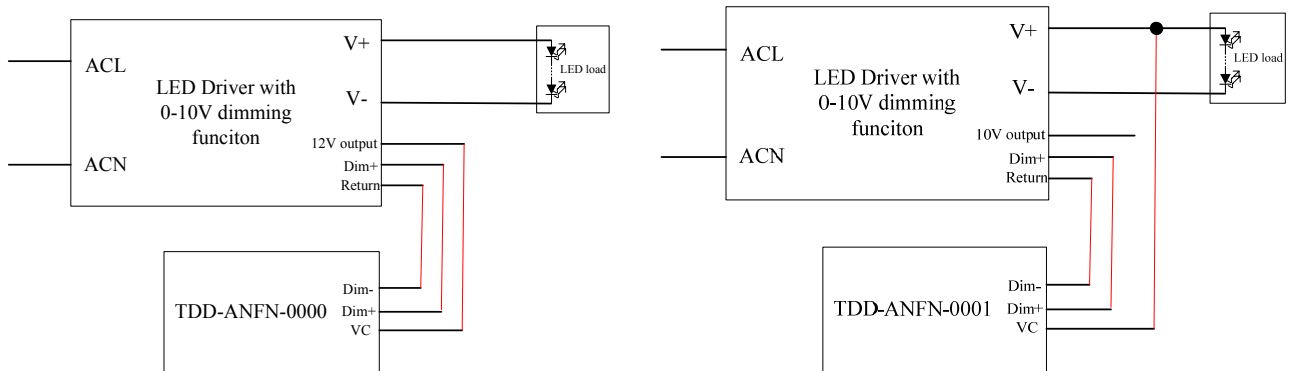 ACL
V+
LED load
LED Driver with
0-10V dimming
funciton
V-
12V output
ACN
Dim+
Return
Dim-
TDD-ANFN-0000
Dim+
VC
V+
ACL
LED load
LED Driver with
0-10V dimming
funciton
V-
10V output
ACN
Dim+
Return
Dim-
TDD-ANFN-0001
Dim+
VC